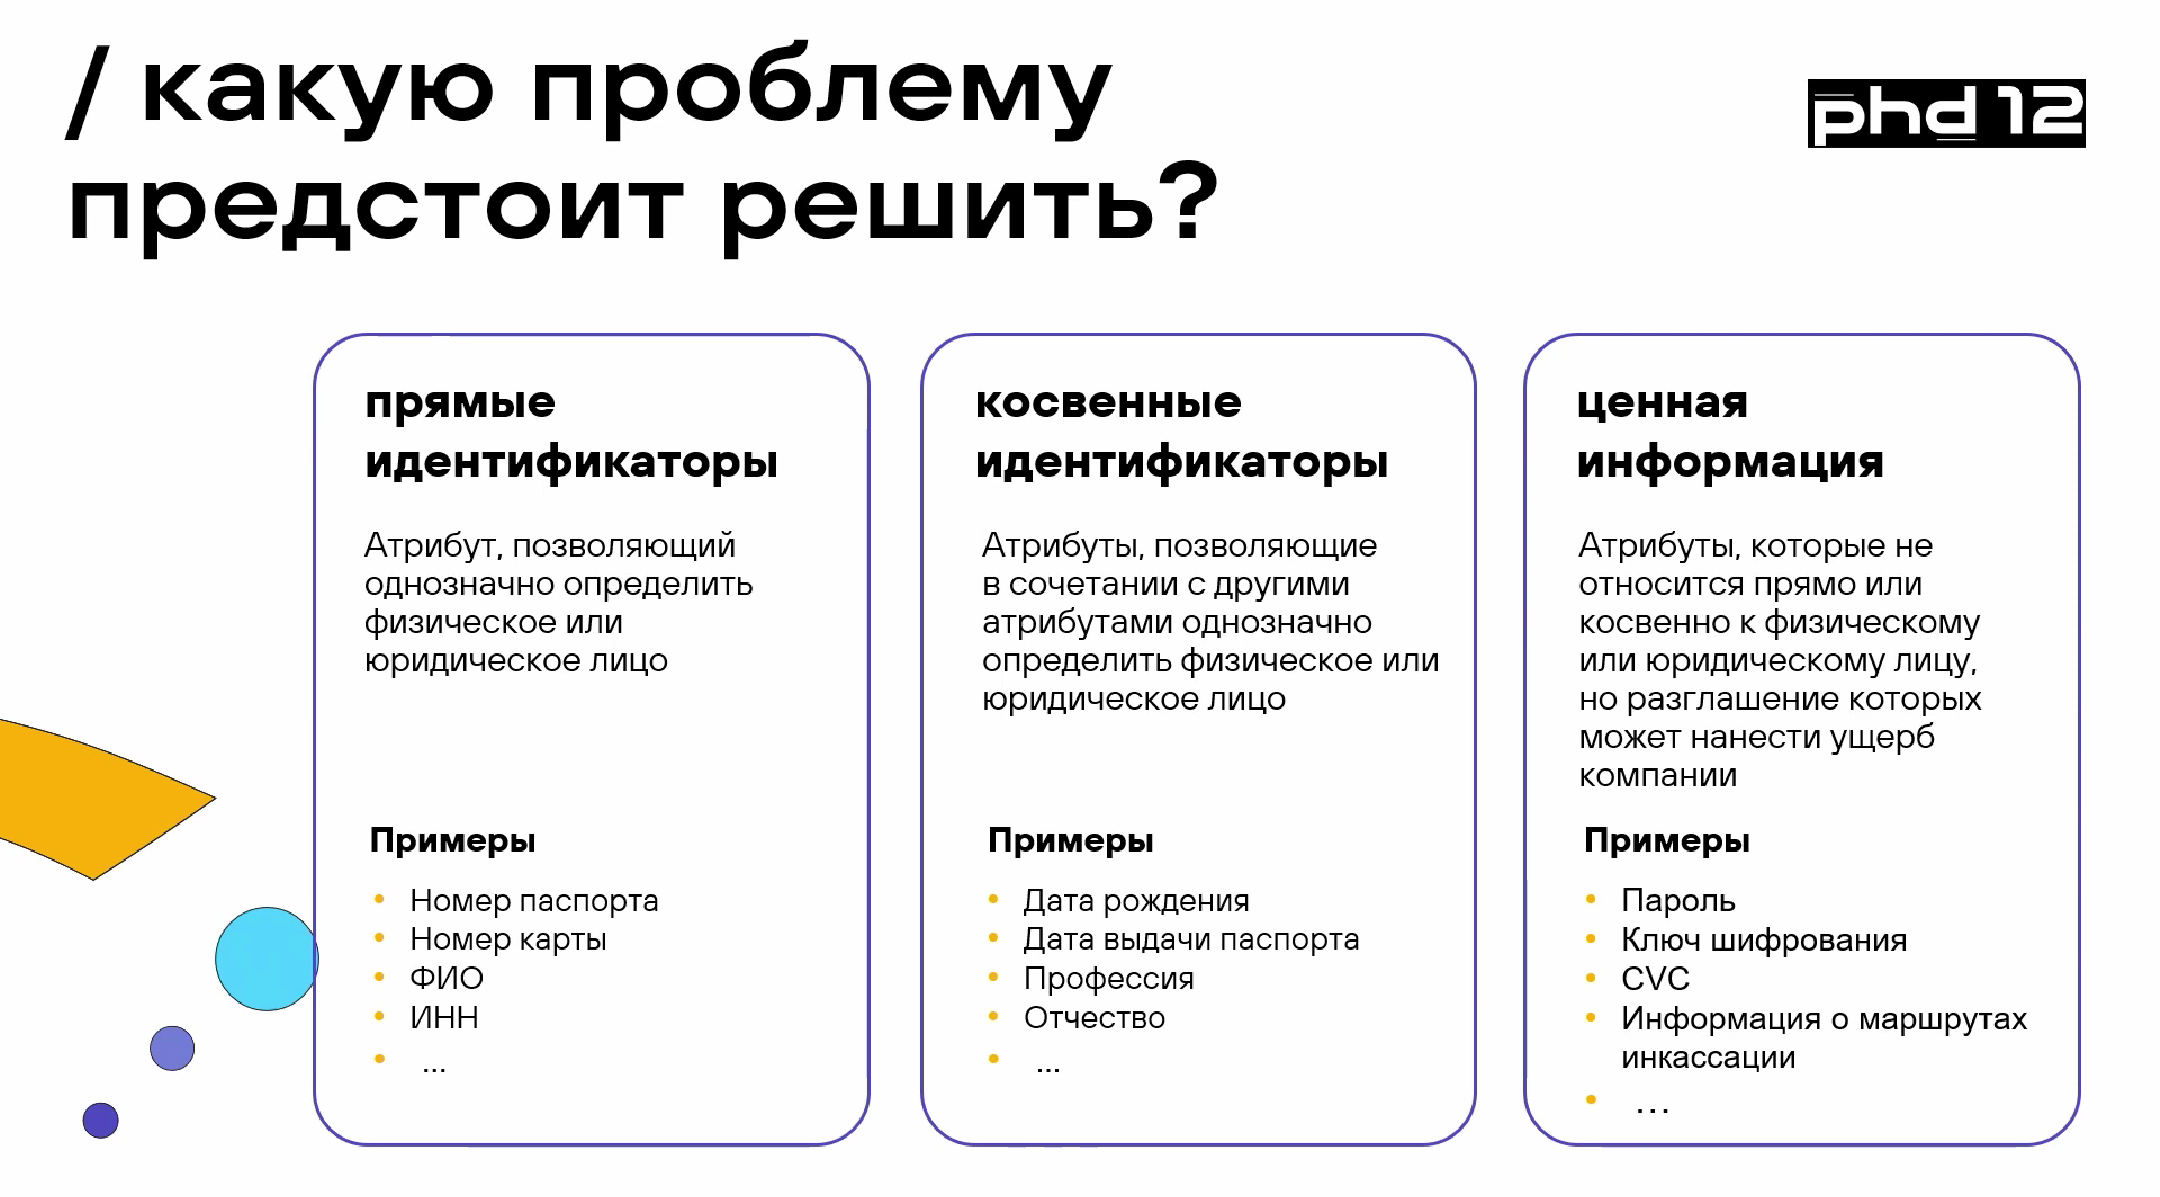 / какую проблему
предстоит решить?
phd 12
прямые
идентификаторы
Атрибут, позволяющий
однозначно определить
физическое или
юридическое лицо
Примеры
• Номер паспорта
• Номер карты
• ФИО
• ИНН
• ...
косвенные
идентификаторы
Атрибуты, позволяющие
в сочетании с другими
атрибутами однозначно
определить физическое или
юридическое лицо
Примеры
• Дата рождения
• Дата выдачи паспорта
• Профессия
• Отчество
• ...
ценная
информация
Атрибуты, которые не
относится прямо или
косвенно к физическому
или юридическому лицу,
но разглашение которых
может нанести ущерб
компании
Примеры
• Пароль
• Ключ шифрования
• CVC
• Информация о маршрутах
инкассации
• ...